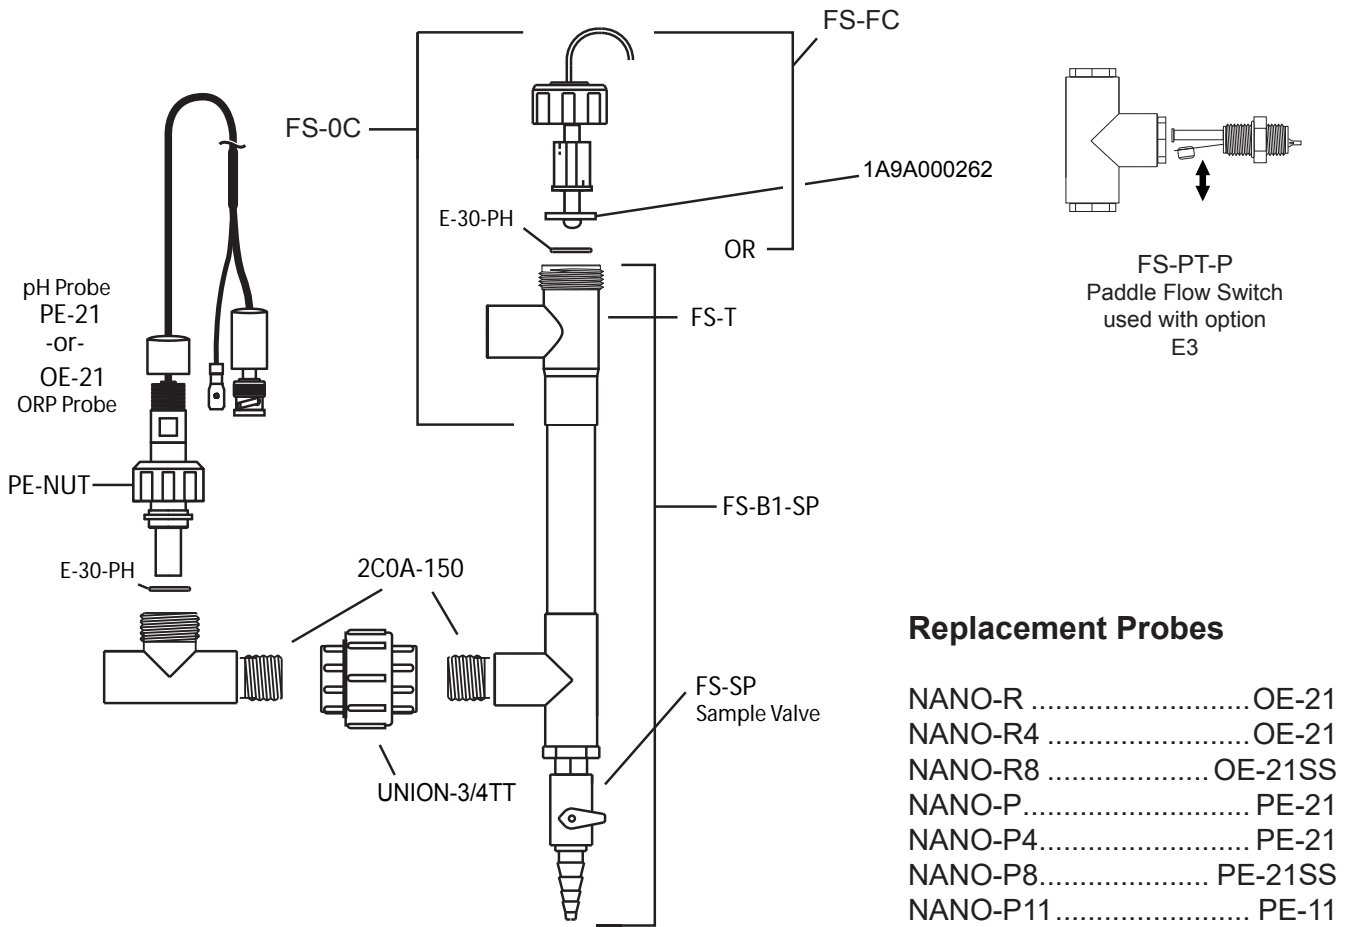 FS-FC
FS-0C
1A9A000262
E-30-PH
OR
FS-T
FS-PT-P
Paddle Flow Switch
used with option
E3
pH Probe
PE-21
-or-
OE-21
ORP Probe
PE-NUT
FS-B1-SP
E-30-PH
2C0A-150
FS-SP
Sample Valve
UNION-3/4TT
Replacement Probes
NANO-R ........................... OE-21
NANO-R4 ......................... OE-21
NANO-R8 .................... OE-21SS
NANO-P............................ PE-21
NANO-P4.......................... PE-21
NANO-P8..................... PE-21SS
NANO-P11........................ PE-11